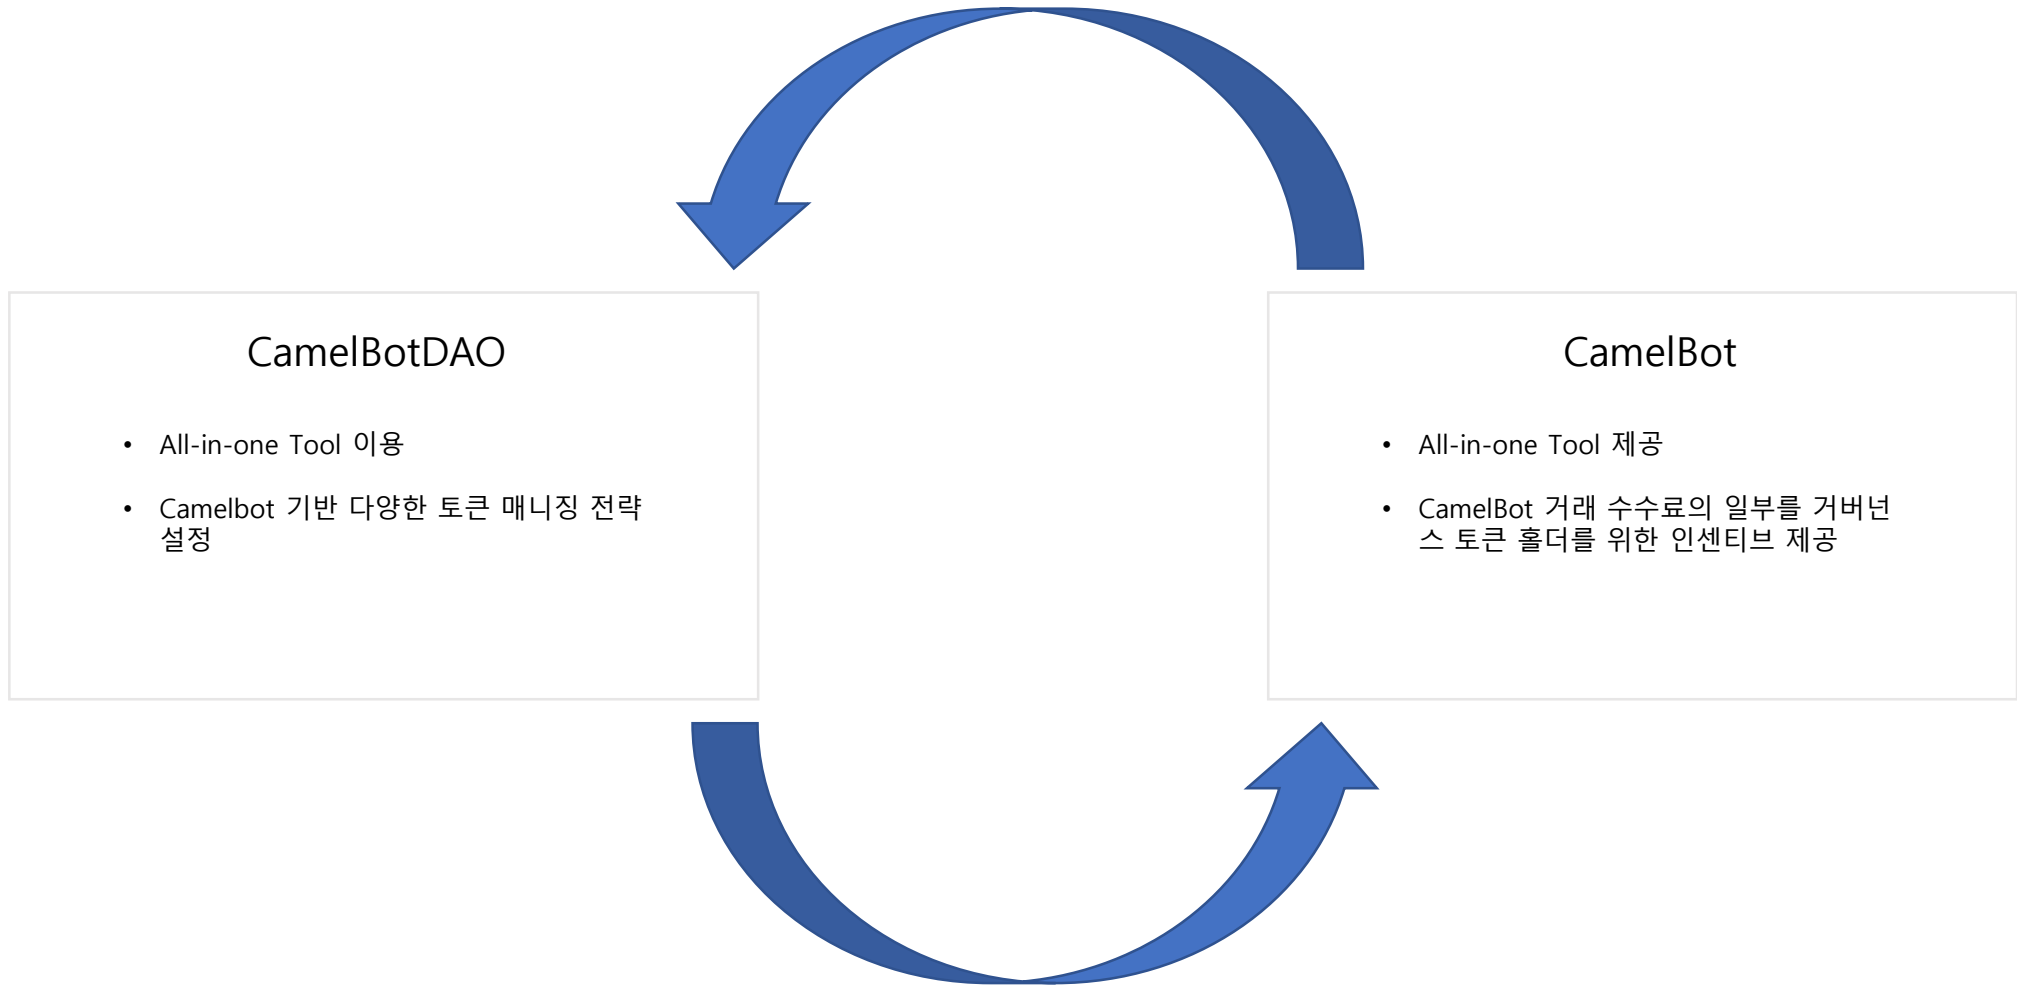 CamelBotDAO
• All-in-one Tool 이용
• Camelbot 기반 다양한 토큰 매니징 전략
설정
CamelBot
• All-in-one Tool 제공
• CamelBot 거래 수수료의 일부를 거버넌
스 토큰 홀더를 위한 인센티브 제공